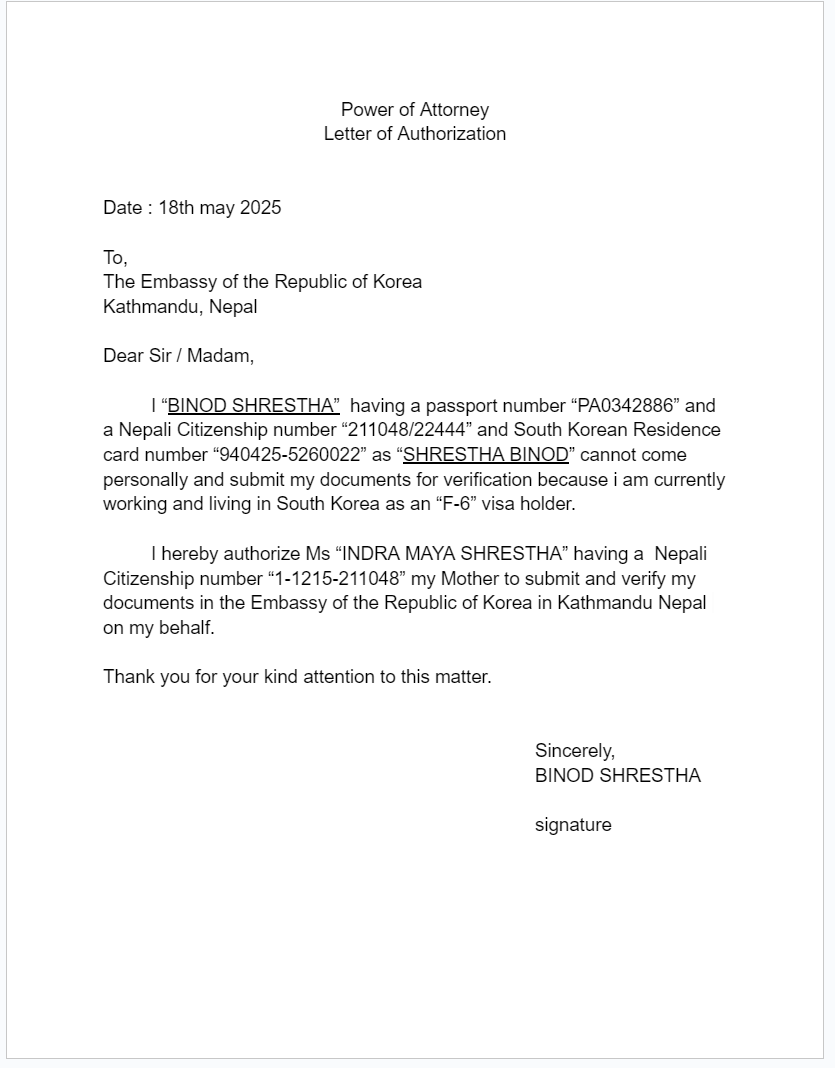 Power of Attorney
Letter of Authorization
Date : 18th may 2025
To,
The Embassy of the Republic of Korea
Kathmandu, Nepal
Dear Sir / Madam,
I “BINOD SHRESTHA”  having a passport number “PA0342886” and
a Nepali Citizenship number “211048/22444” and South Korean Residence
card number “940425-5260022” as “SHRESTHA BINOD” cannot come
personally and submit my documents for verification because i am currently
working and living in South Korea as an “F-6” visa holder.
I hereby authorize Ms “INDRA MAYA SHRESTHA” having a  Nepali
Citizenship number “1-1215-211048” my Mother to submit and verify my
documents in the Embassy of the Republic of Korea in Kathmandu Nepal
on my behalf.
Thank you for your kind attention to this matter.
Sincerely,
BINOD SHRESTHA
signature